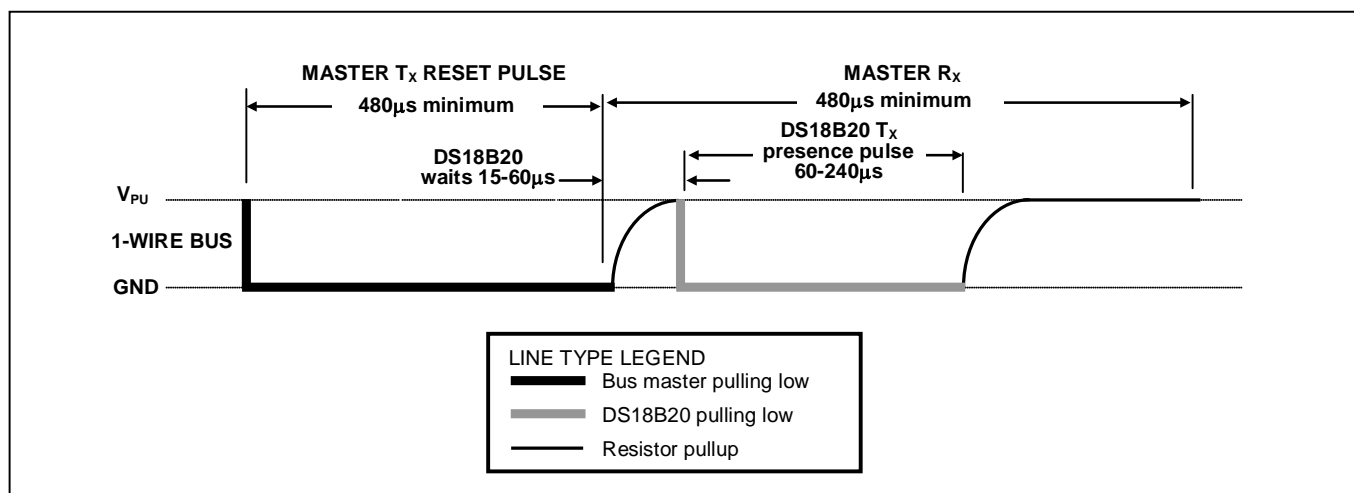 MASTER TX RESET PULSE
480μs minimum
MASTER RX
480μs minimum
DS18B20
waits 15-60μs
DS18B20 TX
presence pulse
60-240μs
VPU
1-WIRE BUS
GND
LINE TYPE LEGEND
Bus master pulling low
DS18B20 pulling low
Resistor pullup